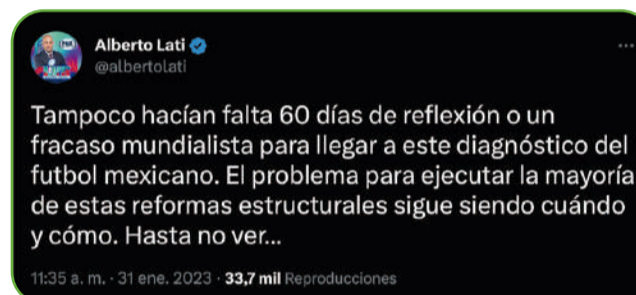 Alberto Lati
@albertolati
Tampoco hacían falta 60 días de reflexión o un
fracaso mundialista para llegar a este diagnóstico del
futbol mexicano. El problema para ejecutar la mayoría
de estas reformas estructurales sigue siendo cuándo
y cómo. Hasta no ver...
11:35 a. m. · 31 ene. 2023 · 33,7 mil Reproducciones